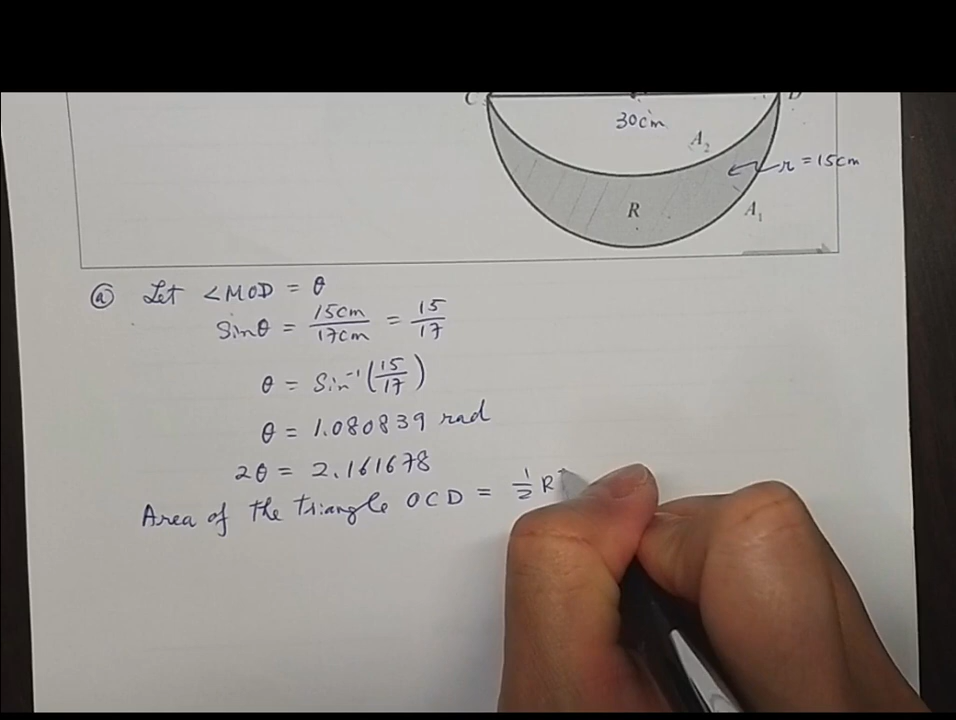 C D
30cm
A₂
r = 15cm
R
A₁
ⓐ Let ∠MOD = θ
Sinθ = 15cm/17cm = 15/17
θ = Sin⁻¹(15/17)
θ = 1.080839 rad
2θ = 2.161678
Area of the triangle OCD = 1/2 R